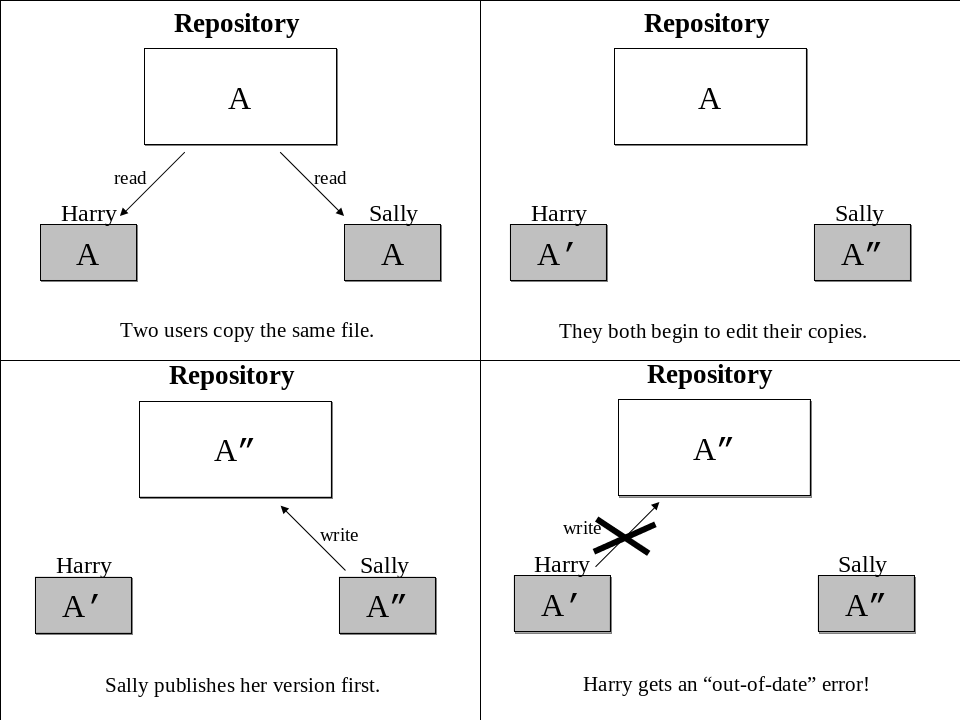 Repository
A
read
read
Harry
Sally
A
A
Two users copy the same file.
Repository
A
Harry
Sally
A′
A″
They both begin to edit their copies.
Repository
A″
write
Harry
Sally
A′
A″
Sally publishes her version first.
Repository
A″
write
Harry
Sally
A′
A″
Harry gets an “out-of-date” error!